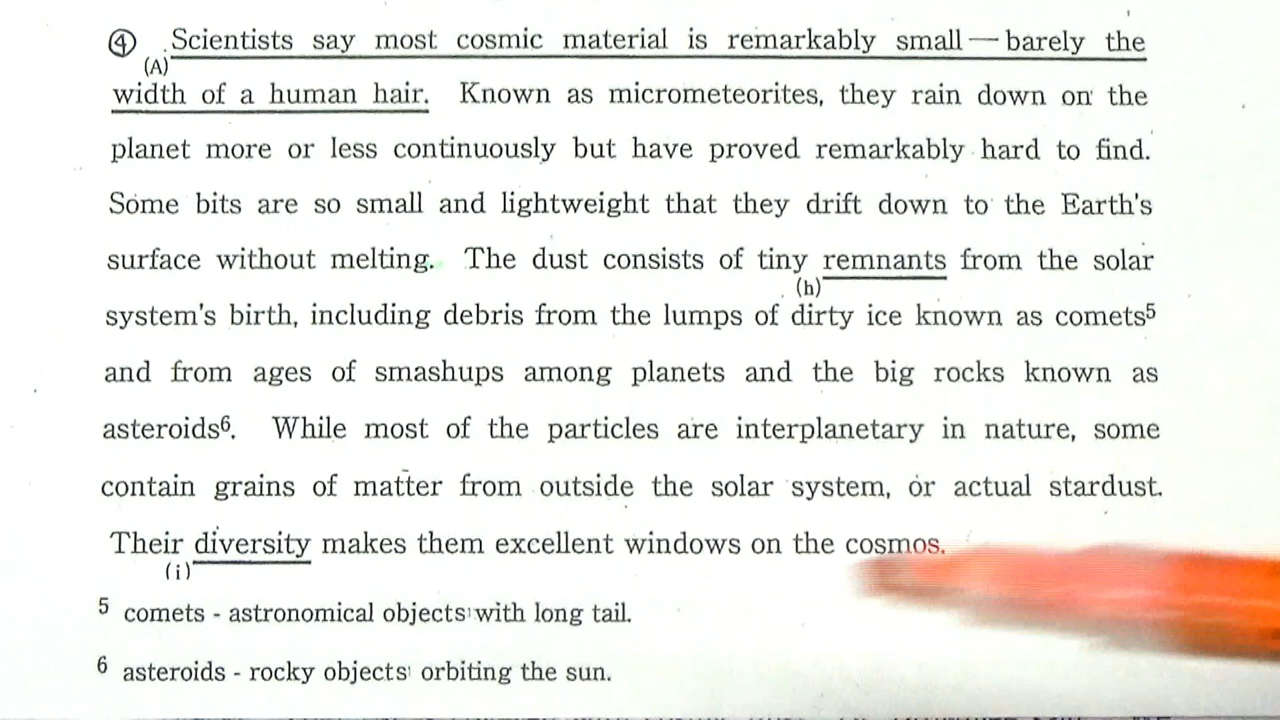 ④ Scientists say most cosmic material is remarkably small — barely the
(A)
width of a human hair. Known as micrometeorites, they rain down on the
planet more or less continuously but have proved remarkably hard to find.
Some bits are so small and lightweight that they drift down to the Earth's
surface without melting. The dust consists of tiny remnants from the solar
(h)
system's birth, including debris from the lumps of dirty ice known as comets5
and from ages of smashups among planets and the big rocks known as
asteroids6. While most of the particles are interplanetary in nature, some
contain grains of matter from outside the solar system, or actual stardust.
Their diversity makes them excellent windows on the cosmos.
(i)
5 comets - astronomical objects with long tail.
6 asteroids - rocky objects orbiting the sun.